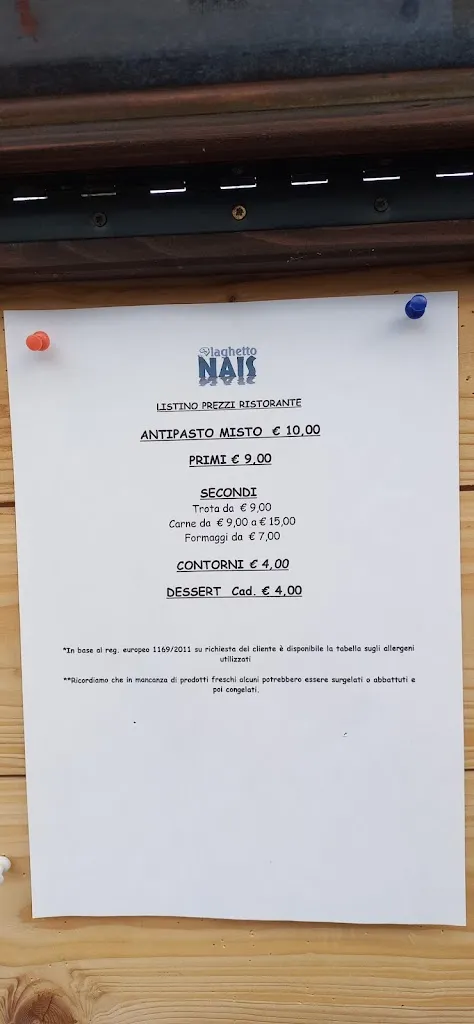 laghetto
NAIS
LISTINO PREZZI RISTORANTE
ANTIPASTO MISTO € 10,00
PRIMI € 9,00
SECONDI
Trota da € 9,00
Carne da € 9,00 a € 15,00
Formaggi da € 7,00
CONTORNI € 4,00
DESSERT Cad. € 4,00
*In base al reg. europeo 1169/2011 su richiesta del cliente è disponibile la tabella sugli allergeni
utilizzati
**Ricordiamo che in mancanza di prodotti freschi alcuni potrebbero essere surgelati o abbattuti e
poi congelati.